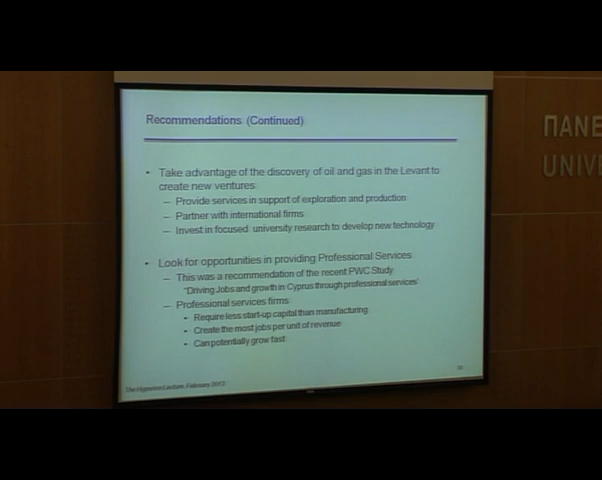 Recommendations (Continued)
• Take advantage of the discovery of oil and gas in the Levant to
create new ventures:
– Provide services in support of exploration and production
– Partner with international firms
– Invest in focused university research to develop new technology
• Look for opportunities in providing Professional Services
– This was a recommendation of the recent PWC Study
"Driving Jobs and growth in Cyprus through professional services"
– Professional services firms:
• Require less start-up capital than manufacturing
• Create the most jobs per unit of revenue
• Can potentially grow fast
The Hyperion Lecture, February 2012
ΠΑΝΕ
UNIV